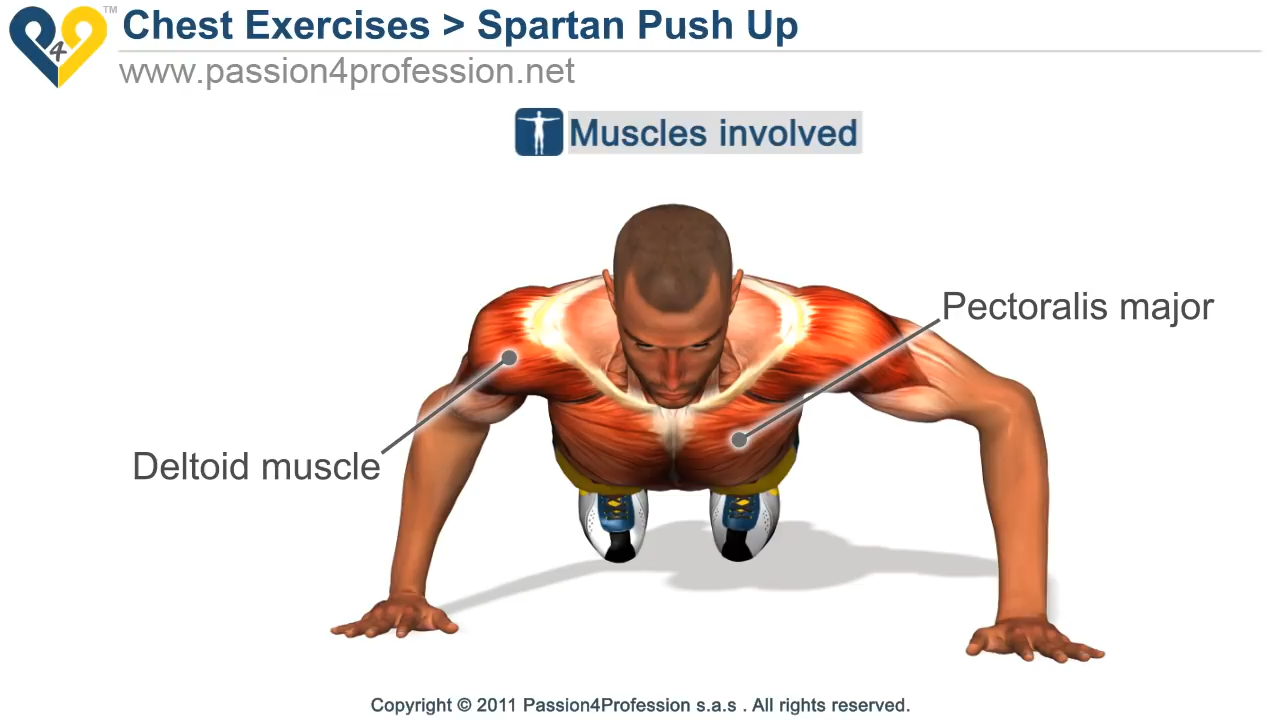 P4P™
Chest Exercises > Spartan Push Up
www.passion4profession.net
Muscles involved
Pectoralis major
Deltoid muscle
Copyright © 2011 Passion4Profession s.a.s . All rights reserved.